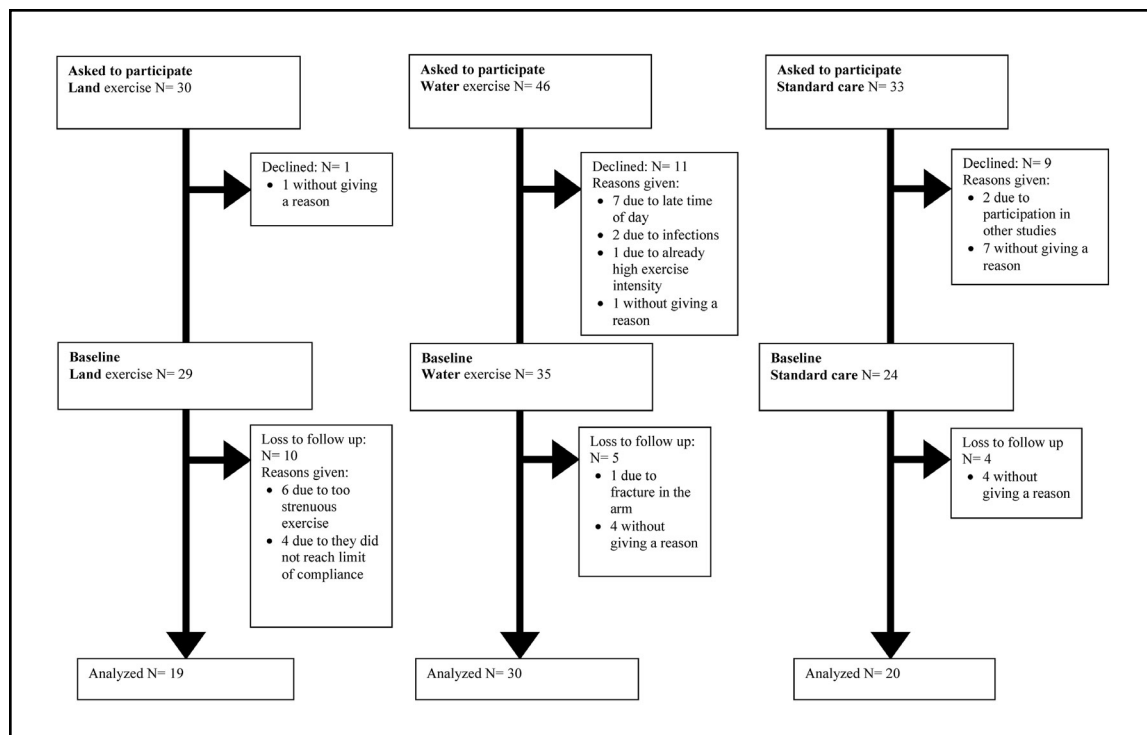 Asked to participate
Land exercise N= 30
Asked to participate
Water exercise N= 46
Asked to participate
Standard care N= 33
Declined: N= 1
• 1 without giving
a reason
Declined: N= 11
Reasons given:
• 7 due to late time
of day
• 2 due to infections
• 1 due to already
high exercise
intensity
• 1 without giving a
reason
Declined: N= 9
Reasons given:
• 2 due to
participation in
other studies
• 7 without giving a
reason
Baseline
Land exercise N= 29
Baseline
Water exercise N= 35
Baseline
Standard care N= 24
Loss to follow up:
N= 10
Reasons given:
• 6 due to too
strenuous
exercise
• 4 due to they did
not reach limit
of compliance
Loss to follow up:
N= 5
• 1 due to
fracture in the
arm
• 4 without
giving a reason
Loss to follow up
N= 4
• 4 without
giving a reason
Analyzed N= 19
Analyzed N= 30
Analyzed N= 20